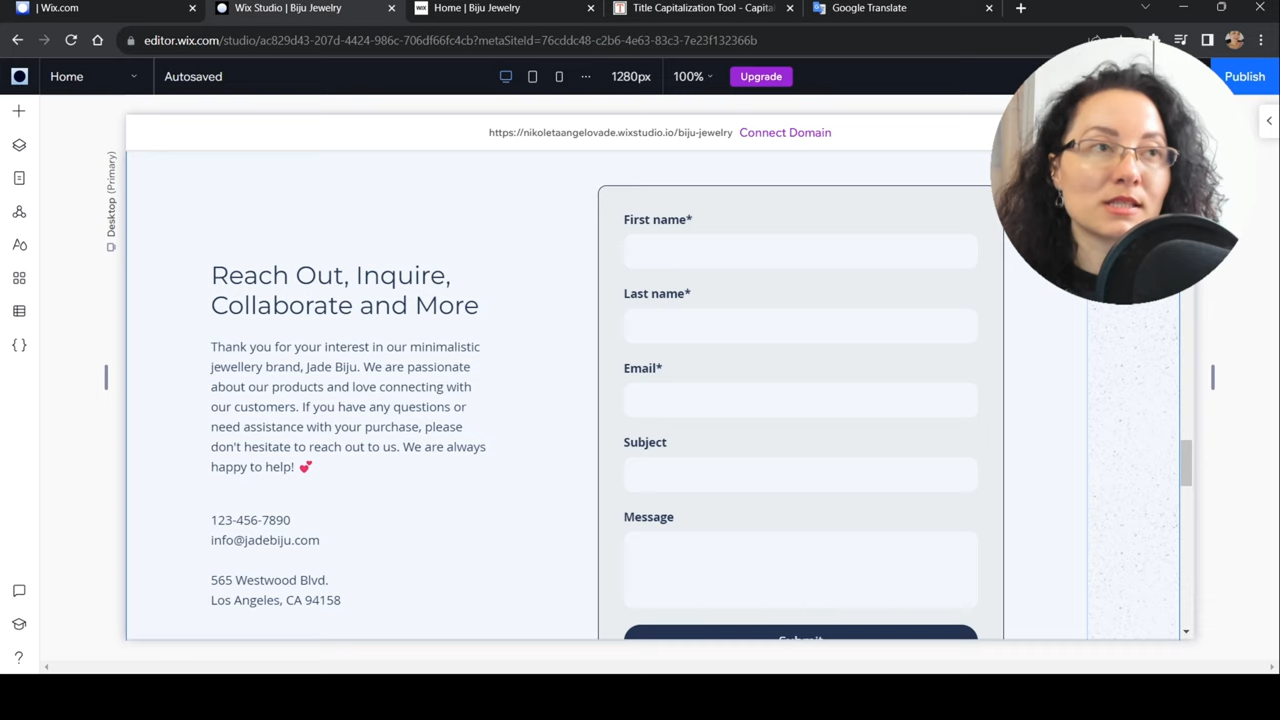 | Wix.com
Wix Studio | Biju Jewelry
Home | Biju Jewelry
Title Capitalization Tool - Capital
Google Translate
editor.wix.com/studio/ac829d43-207d-4424-986c-706df66fc4cb?metaSiteId=76cddc48-c2b6-4e63-83c3-7e23f132366b
Home
Autosaved
1280px
100%
Upgrade
Publish
https://nikoletaangelovade.wixstudio.io/biju-jewelry
Connect Domain
Desktop (Primary)
Reach Out, Inquire,
Collaborate and More
Thank you for your interest in our minimalistic
jewellery brand, Jade Biju. We are passionate
about our products and love connecting with
our customers. If you have any questions or
need assistance with your purchase, please
don't hesitate to reach out to us. We are always
happy to help! 💕
123-456-7890
info@jadebiju.com
565 Westwood Blvd.
Los Angeles, CA 94158
First name*
Last name*
Email*
Subject
Message
Submit